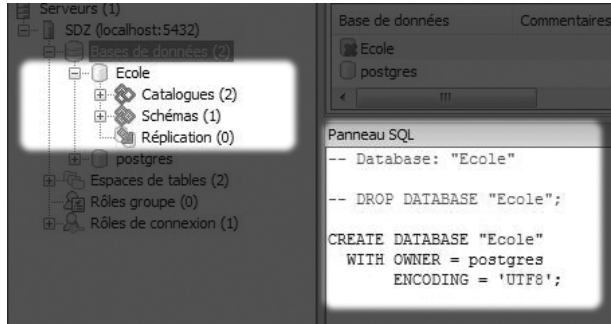 Serveurs (1)
SDZ (localhost:5432)
Bases de données (2)
Ecole
Catalogues (2)
Schémas (1)
Réplication (0)
postgres
Espaces de tables (2)
Rôles groupe (0)
Rôles de connexion (1)
Base de données Commentaires
Ecole
postgres
Panneau SQL
-- Database: "Ecole"
-- DROP DATABASE "Ecole";
CREATE DATABASE "Ecole"
WITH OWNER = postgres
ENCODING = 'UTF8';